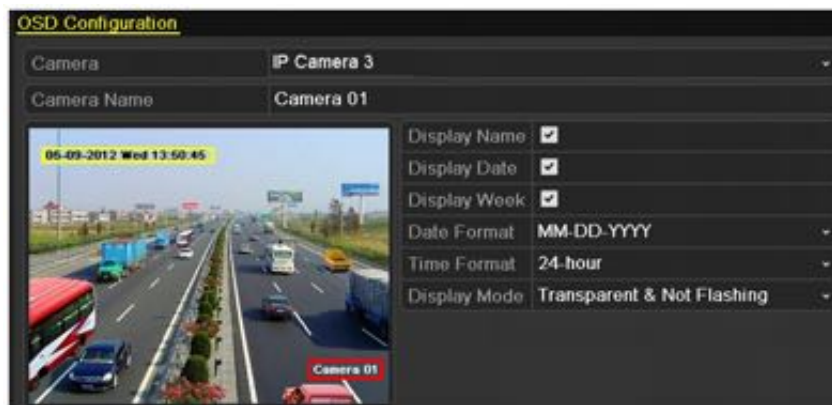 OSD Configuration
Camera IP Camera 3
Camera Name Camera 01
05-09-2012 Wed 13:50:45
Camera 01
Display Name
Display Date
Display Week
Date Format MM-DD-YYYY
Time Format 24-hour
Display Mode Transparent & Not Flashing